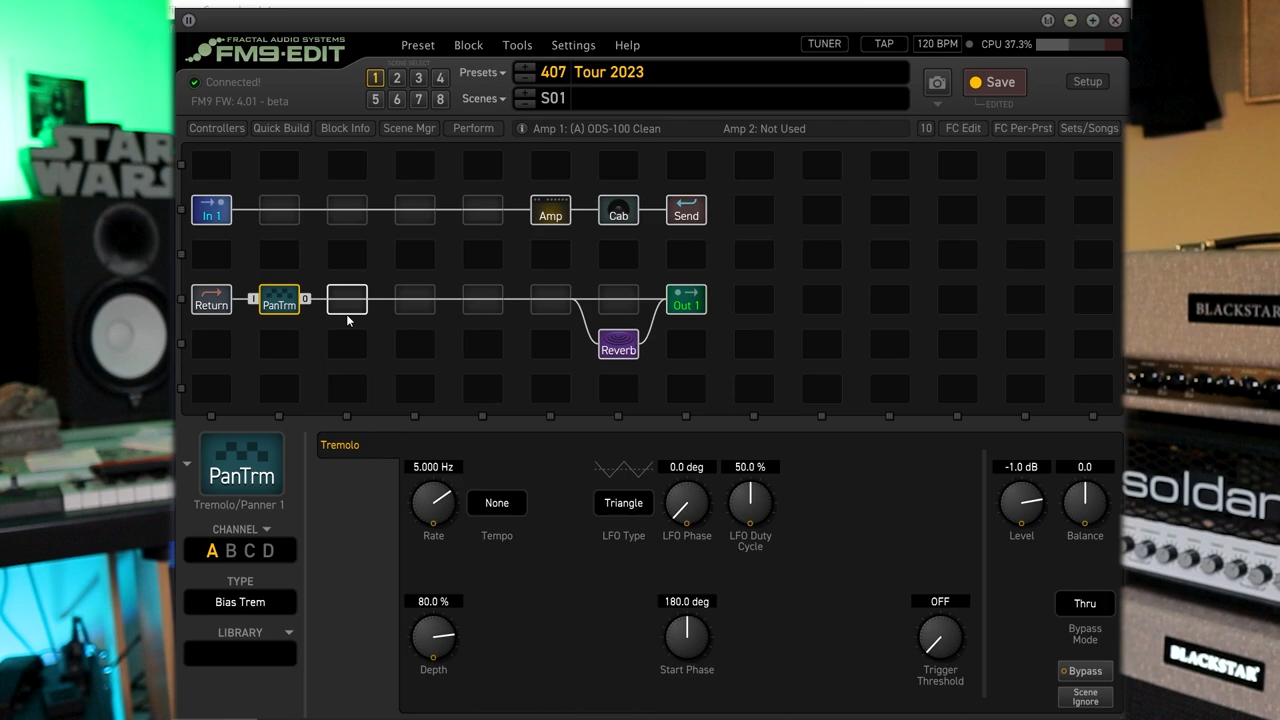 FRACTAL AUDIO SYSTEMS
FM9-EDIT
Preset Block Tools Settings Help
TUNER TAP 120 BPM CPU 37.3%
Connected!
FM9 FW: 4.01 - beta
SCENE SELECT
1 2 3 4
5 6 7 8
Presets 407 Tour 2023
Scenes S01
Save
EDITED
Setup
Controllers Quick Build Block Info Scene Mgr Perform
Amp 1: (A) ODS-100 Clean Amp 2: Not Used
10 FC Edit FC Per-Prst Sets/Songs
In 1 Amp Cab Send
Return I PanTrm O Out 1
Reverb
PanTrm
Tremolo/Panner 1
CHANNEL
A B C D
TYPE
Bias Trem
LIBRARY
Tremolo
5.000 Hz 0.0 deg 50.0 % -1.0 dB 0.0
None Triangle
Rate Tempo LFO Type LFO Phase LFO Duty Cycle Level Balance
80.0 % 180.0 deg OFF Thru
Depth Start Phase Trigger Threshold Bypass Mode
Bypass
Scene Ignore
STAR
WARS
BLACKSTAR
soldan
BLACKSTAR